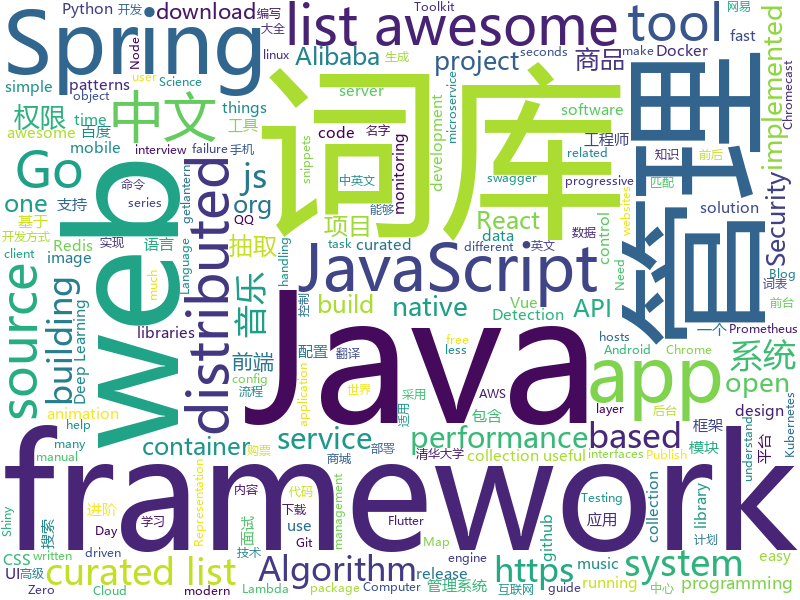 Python 开发
download 编写 大全
Toolkit
网易
Spring
list awesome
tool
Node linux
生成
user Science
make Docker
seconds
fast
simple
patterns
Alibaba
project
商品
object
server
microservice
Chromecast
权限
中文
词库
管理
things
software
implemented
awesome time
interview failure
code
名字
工程师
百度
工具
monitoring
development
snippets
related
知识 前后
mobile
手机
Go
distributed
js
web
org
命令
支持
中英文
能够
swagger
progressive
匹配
one
series
getlantern
项目
React
solution
Security
基于
QQ
curated
data
different
英文
control
websites
开发方式 实现
Redis 语言
image
task
Vue
数据
Need
Blog
词表
前台
client
much
抽取
JavaScript
Detection
Language
handling
source
building
Deep Learning
音乐
build
native
API
hosts
一个 Prometheus
libraries
控制
Java
app
系统
Android Chrome
前端
配置
翻译
free
less
open
config
世界
application
包含
AWS
layer
后台
animation
流程
container
service
performance
based
框架
design
Kubernetes
help
many
manual
购票
适用
采用
部署
清华大学
collection useful
模块
平台
interfaces
Publish
understand
framework
Shiny
搜索
CSS
进阶
Day
written
driven
学习
Representation
内容
商城
代码
下载
面试
management
use
Algorithm
https
system
github
应用
Testing
collection
library
easy
UI 高级
技术
Flutter
Git
Map
计划
music
running
engine
Zero
curated list
Cloud
modern
管理系统
Lambda
package
Computer
release
互联网
guide
programming
中心